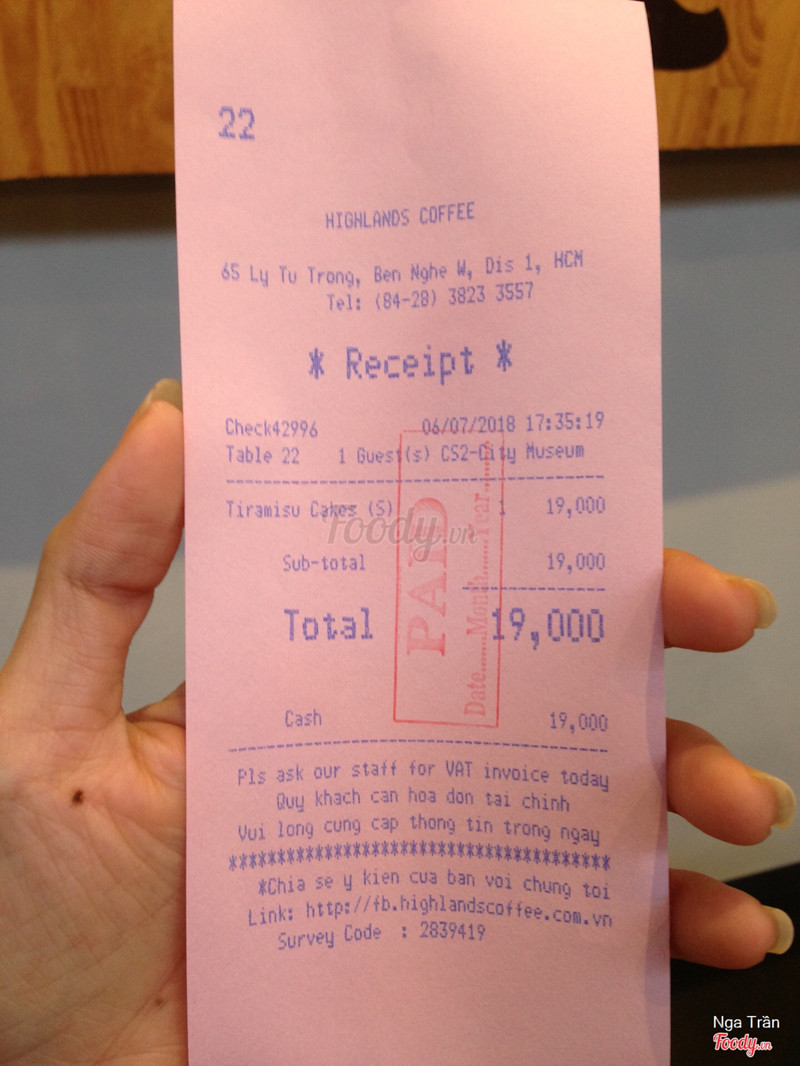 22
HIGHLANDS COFFEE
65 Ly Tu Trong, Ben Nghe W, Dis 1, HCM
Tel: (84-28) 3823 3557
* Receipt *
Check42996 06/07/2018 17:35:19
Table 22 1 Guest(s) CS2-City Museum
Tiramisu Cakes (S) 1 19,000
Foody.vn
Sub-total 19,000
Total 19,000
PAID
Date.......Month.......Year.......
Cash 19,000
Pls ask our staff for VAT invoice today
Quy khach can hoa don tai chinh
Vui long cung cap thong tin trong ngay
***************************************
*Chia se y kien cua ban voi chung toi
Link: http://fb.highlandscoffee.com.vn
Survey Code : 2839419
Nga Trần
Foody.vn